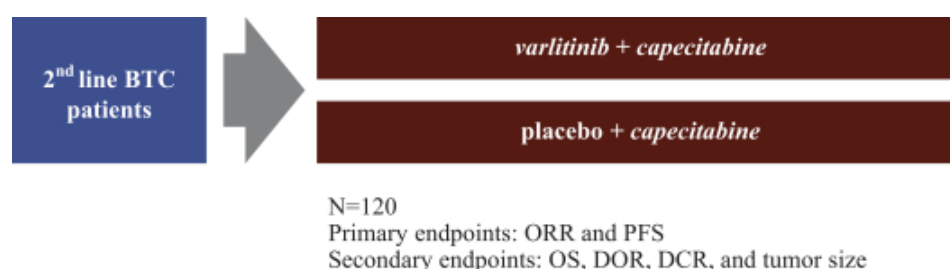 2nd line BTC
patients
varlitinib + capecitabine
placebo + capecitabine
N=120
Primary endpoints: ORR and PFS
Secondary endpoints: OS, DOR, DCR, and tumor size